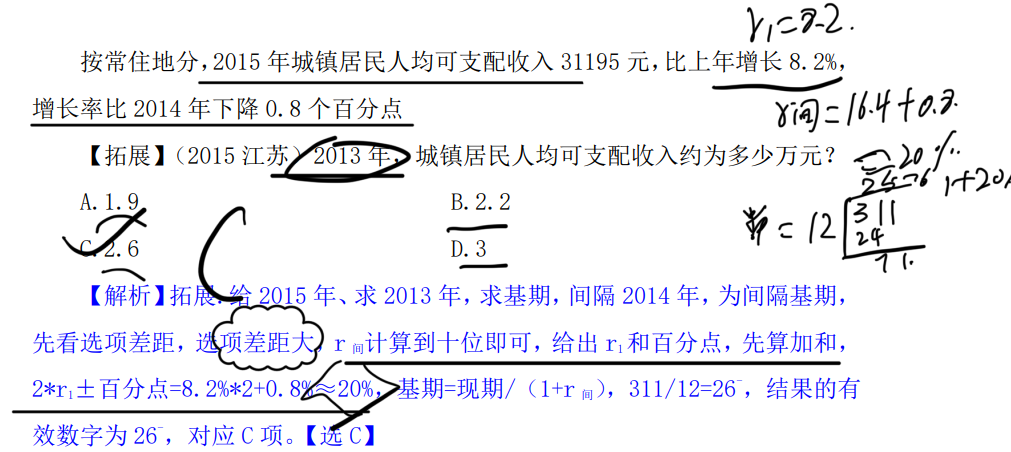 r₁=8.2.
按常住地分，2015 年城镇居民人均可支配收入 31195 元，比上年增长 8.2%，
增长率比 2014 年下降 0.8 个百分点
r间=16.4+0.8.
【拓展】（2015 江苏）2013 年，城镇居民人均可支配收入约为多少万元？
20%
1+20%
A.1.9
B.2.2
=12 311
24
71
C.2.6
D.3
【解析】拓展.给 2015 年、求 2013 年，求基期，间隔 2014 年，为间隔基期，
先看选项差距，选项差距大，r 间计算到十位即可，给出 r₁和百分点，先算加和，
2*r₁±百分点=8.2%*2+0.8%≈20%，基期=现期/（1+r 间），311/12=26⁻，结果的有
效数字为 26⁻，对应 C 项。【选 C】